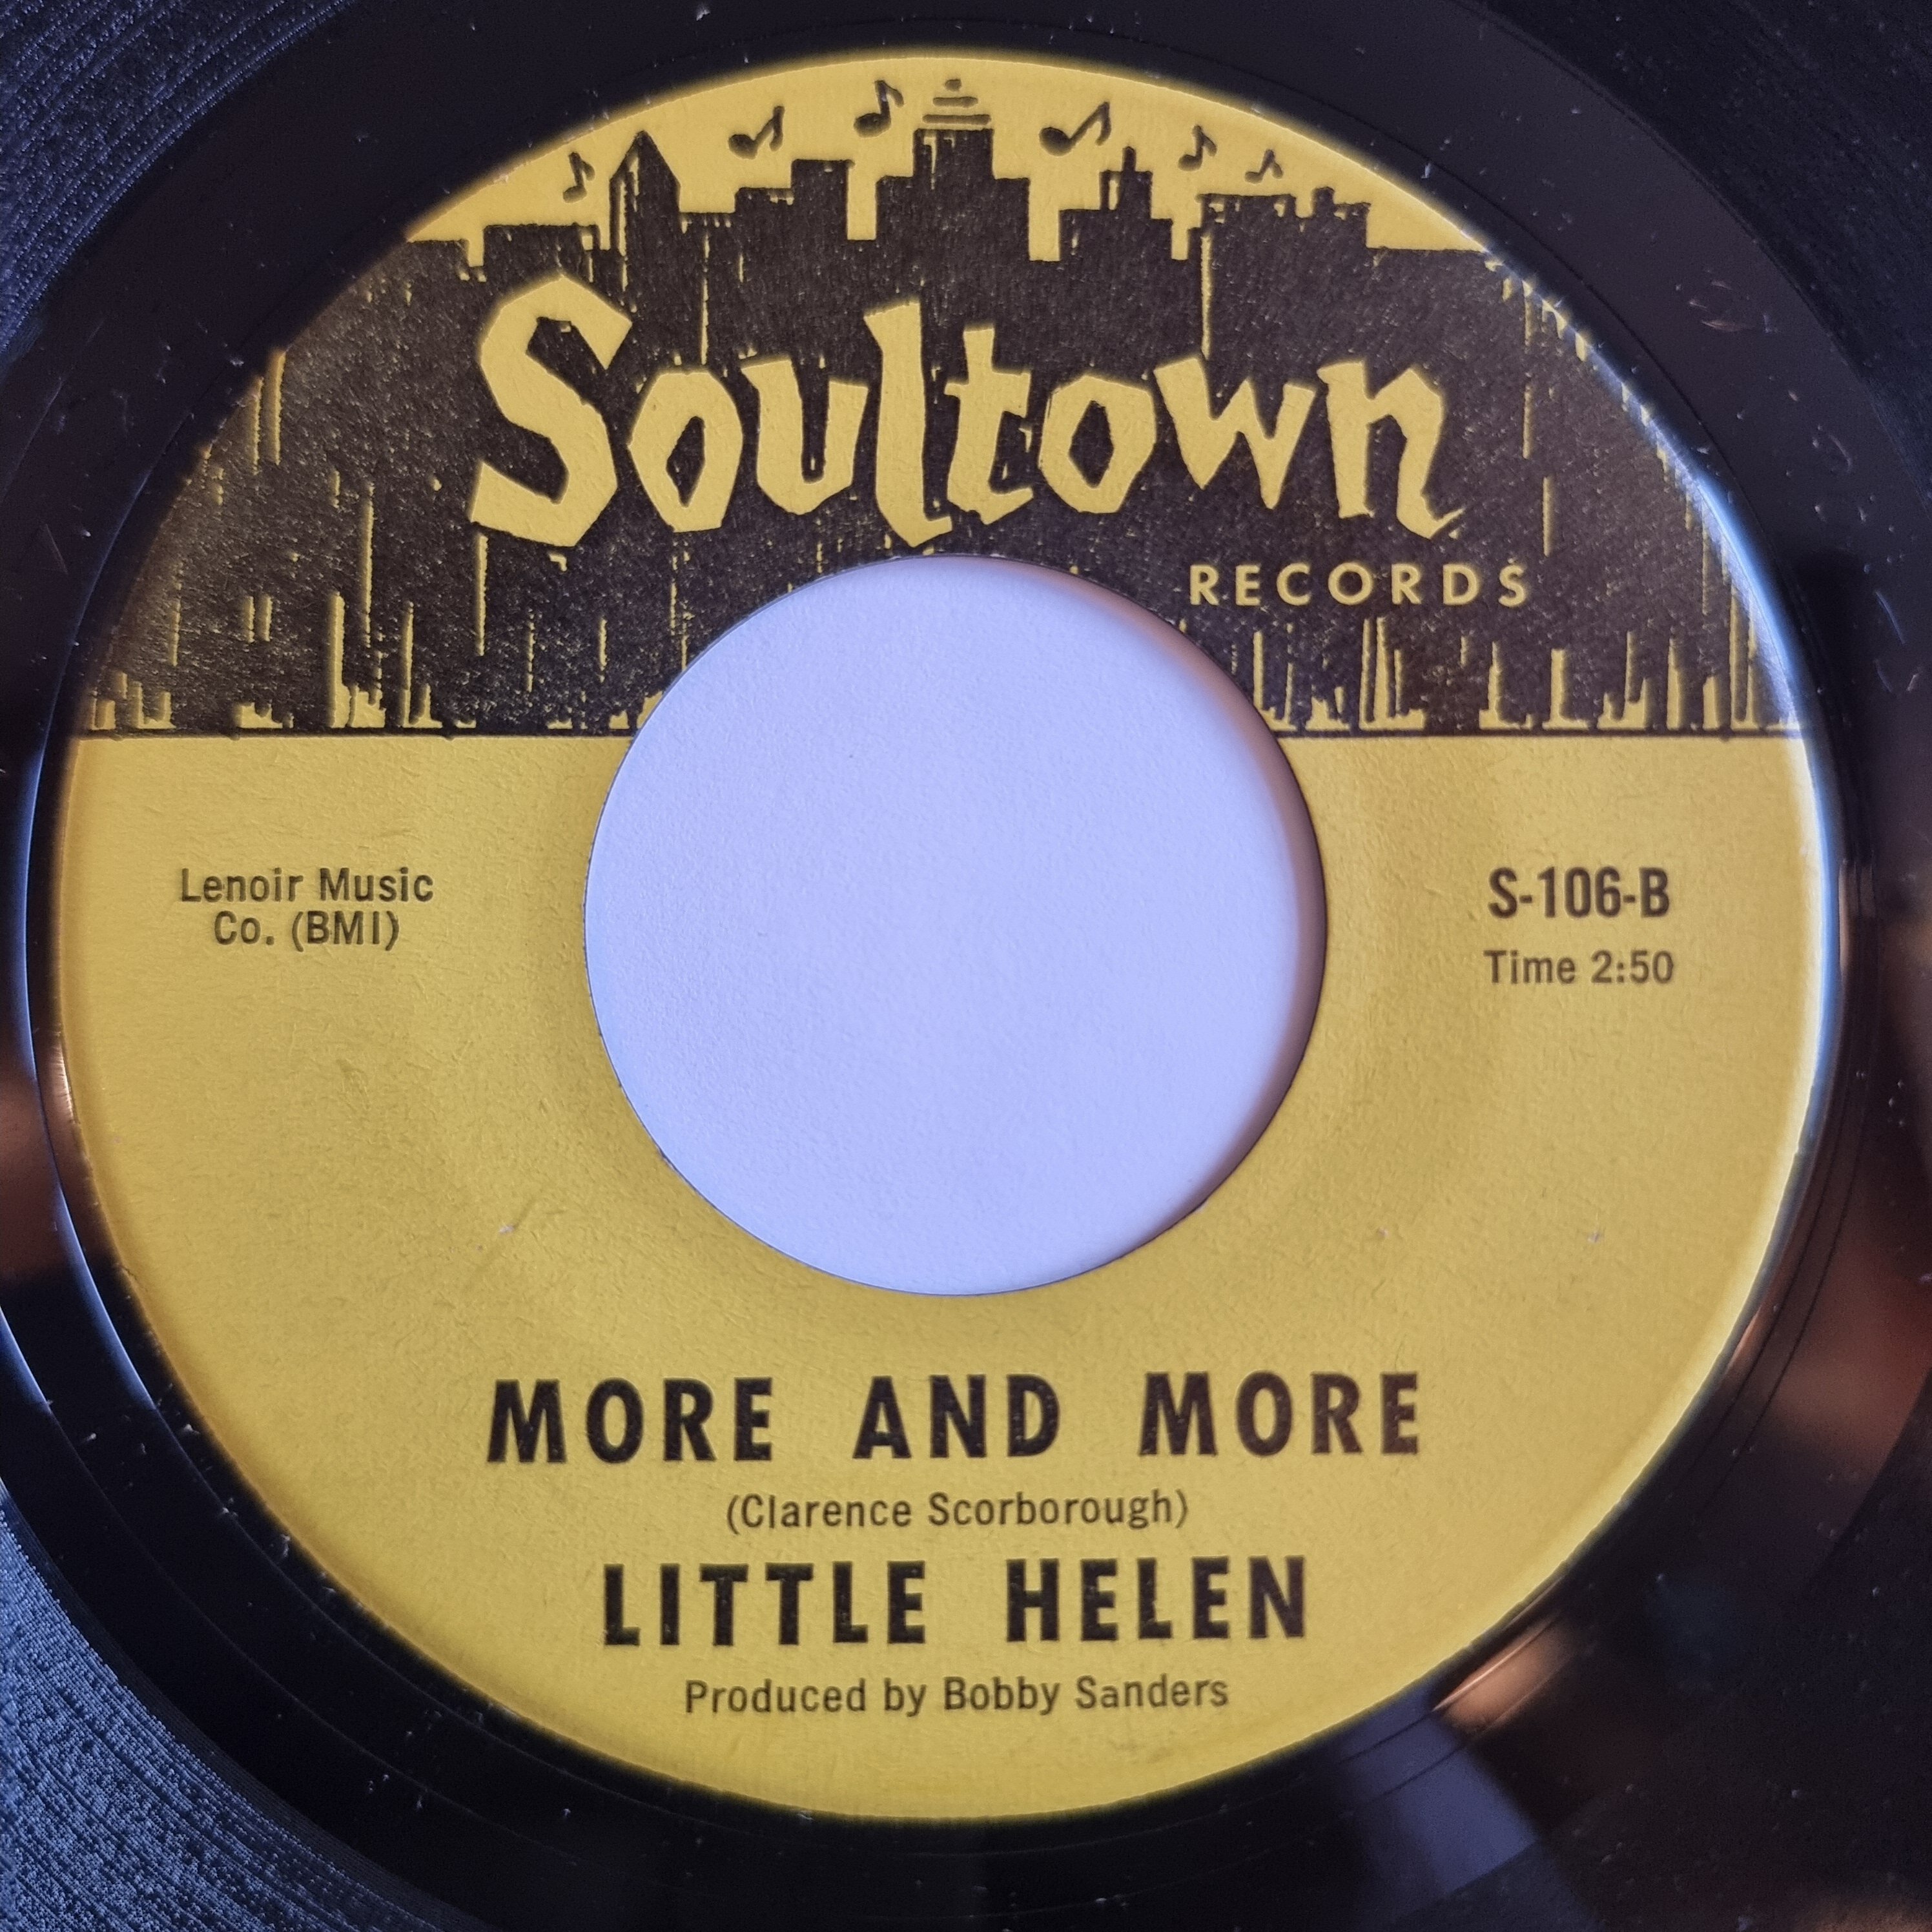 Soultown
RECORDS
Lenoir Music
Co. (BMI)
S-106-B
Time 2:50
MORE AND MORE
(Clarence Scorborough)
LITTLE HELEN
Produced by Bobby Sanders